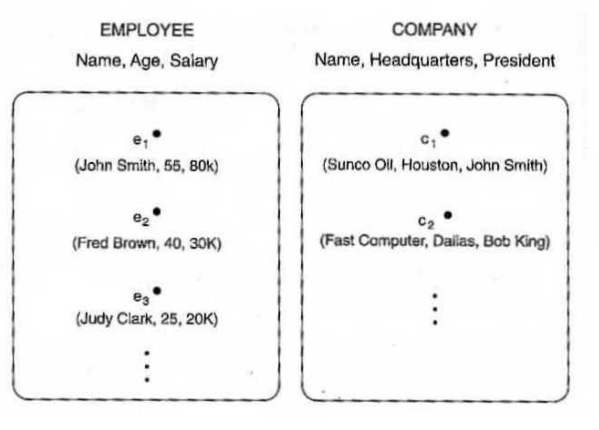 EMPLOYEE
Name, Age, Salary
e1
(John Smith, 55, 80k)
e2
(Fred Brown, 40, 30K)
e3
(Judy Clark, 25, 20K)
COMPANY
Name, Headquarters, President
c1
(Sunco Oil, Houston, John Smith)
c2
(Fast Computer, Dallas, Bob King)